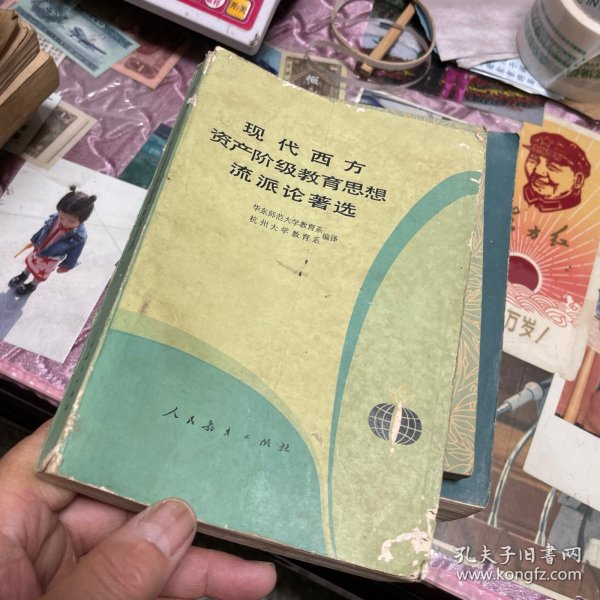 现代西方
资产阶级教育思想
流派论著选
华东师范大学教育系
杭州大学教育系
编译
人民教育出版社
方红
万岁！
孔夫子旧书网
www.kongfz.com